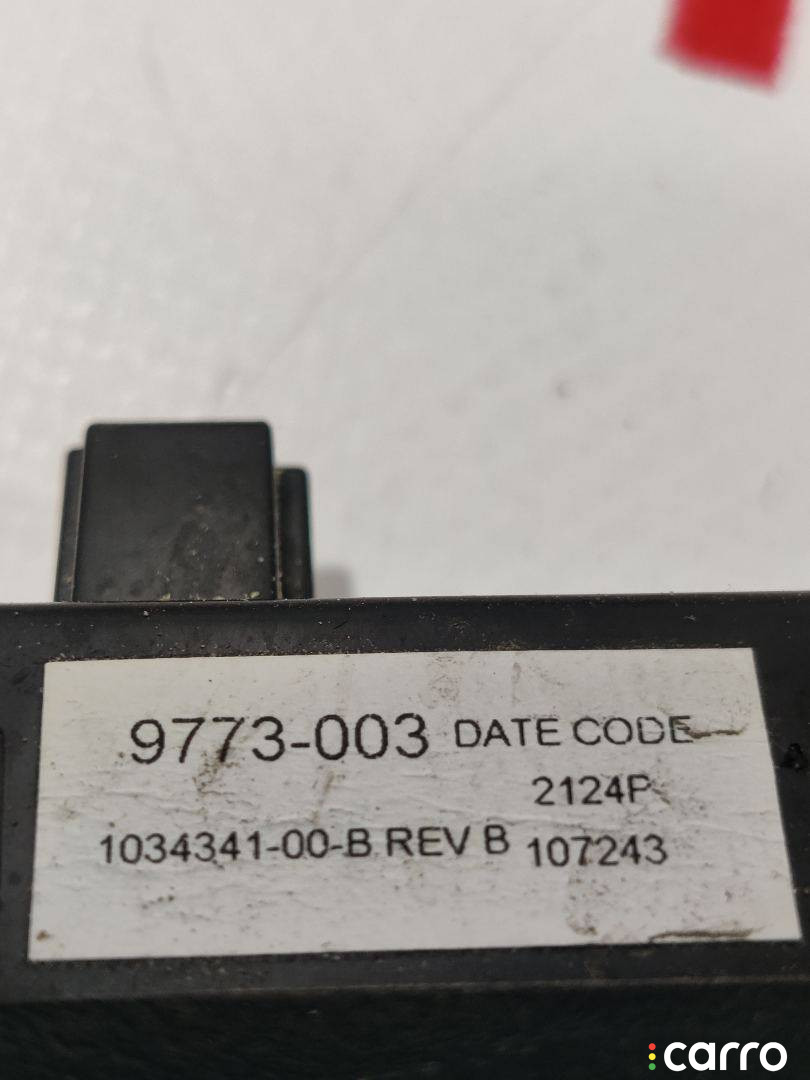 9773-003 DATE CODE
2124P
1034341-00-B REV B 107243
carro